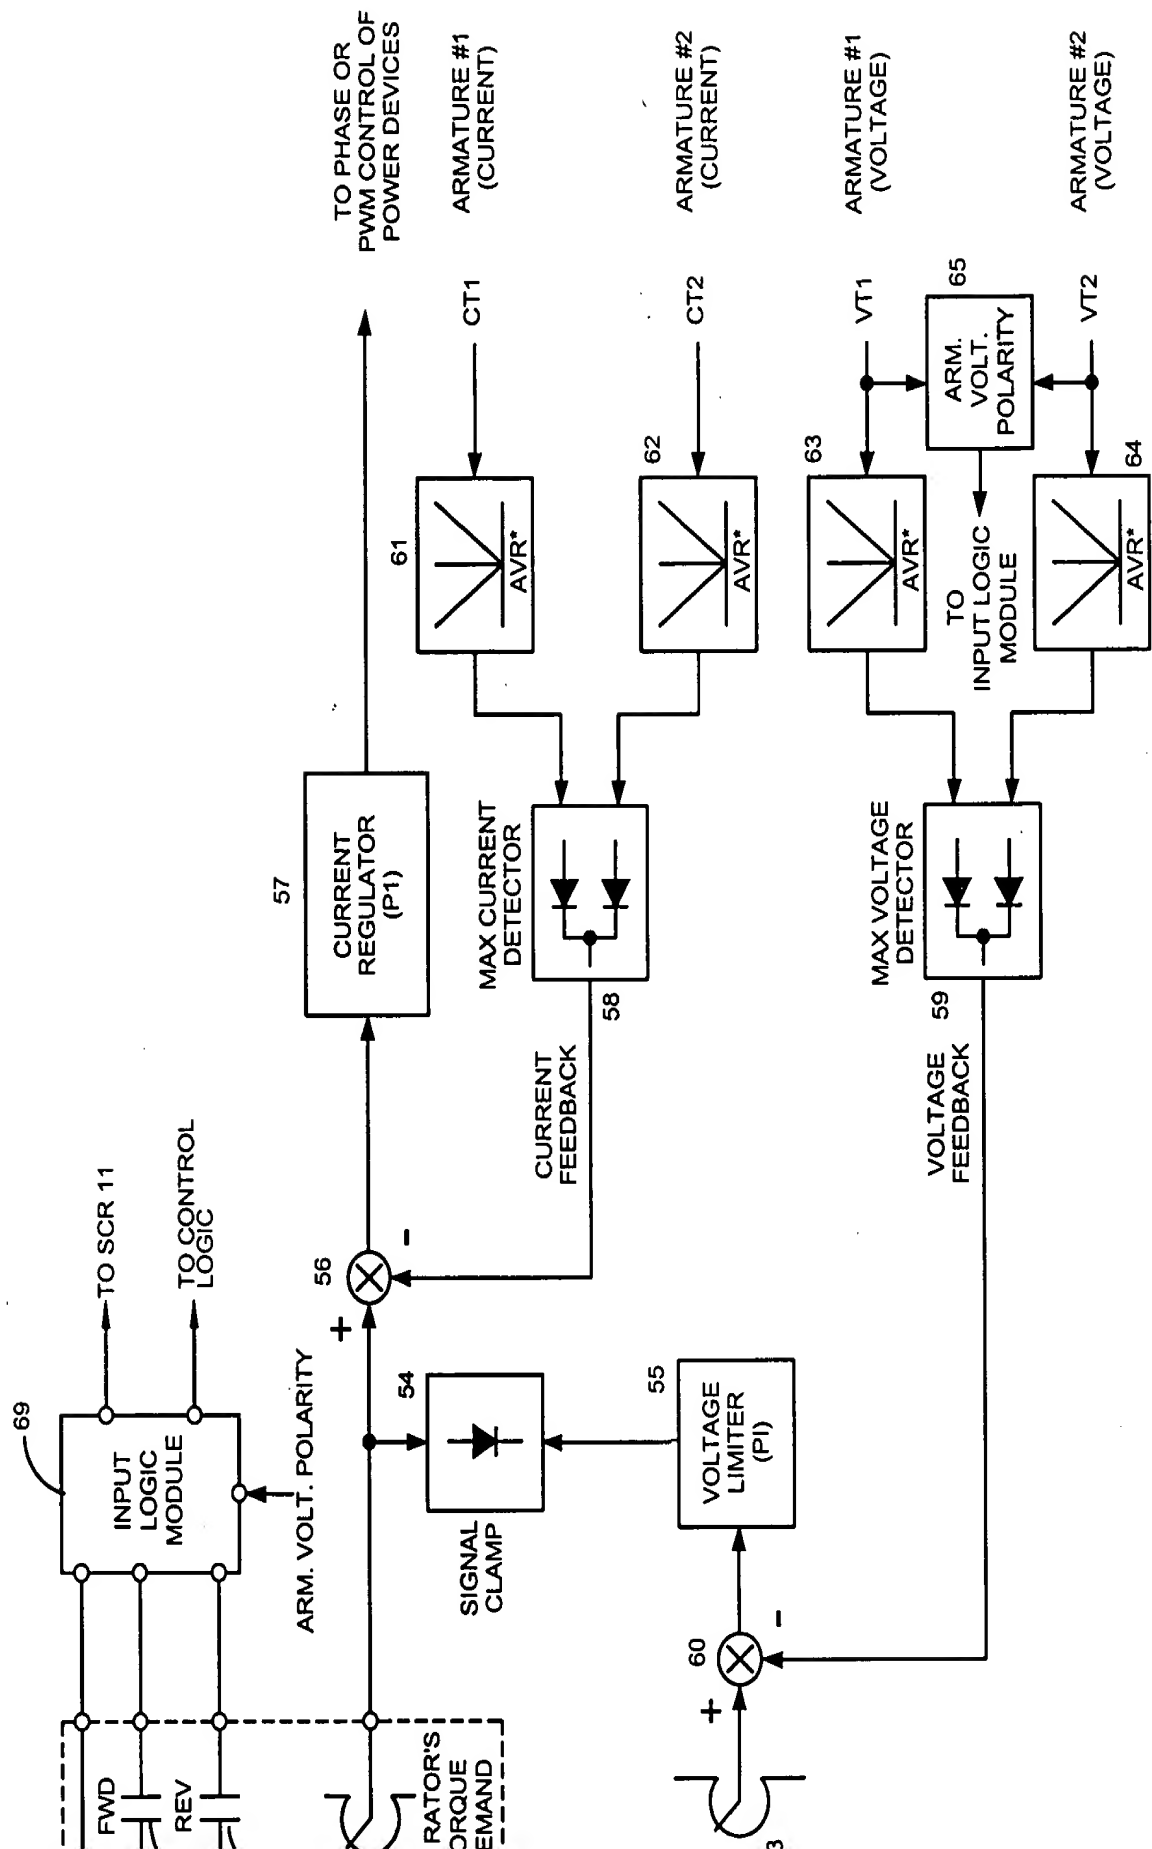 69
INPUT
LOGIC
MODULE
TO SCR 11
TO CONTROL
LOGIC
ARM. VOLT. POLARITY
FWD
REV
RATOR'S
ORQUE
EMAND
+
56
-
57
CURRENT
REGULATOR
(P1)
TO PHASE OR
PWM CONTROL OF
POWER DEVICES
54
SIGNAL
CLAMP
55
VOLTAGE
LIMITER
(PI)
60
+
-
CURRENT
FEEDBACK
58
MAX CURRENT
DETECTOR
61
AVR*
CT1
ARMATURE #1
(CURRENT)
62
AVR*
CT2
ARMATURE #2
(CURRENT)
VOLTAGE
FEEDBACK
59
MAX VOLTAGE
DETECTOR
63
AVR*
VT1
ARMATURE #1
(VOLTAGE)
65
ARM.
VOLT.
POLARITY
TO
INPUT LOGIC
MODULE
64
AVR*
VT2
ARMATURE #2
(VOLTAGE)